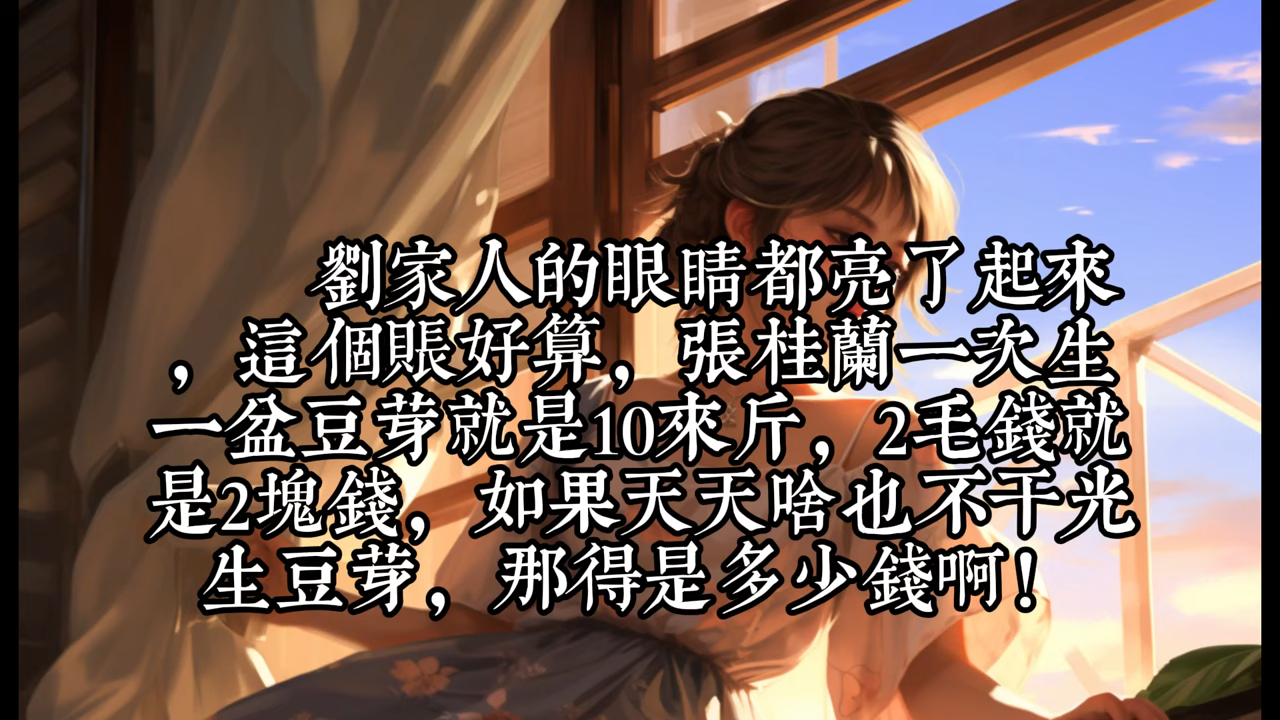 劉家人的眼睛都亮了起來
，這個賬好算，張桂蘭一次生
一盆豆芽就是10來斤，2毛錢就
是2塊錢，如果天天啥也不干光
生豆芽，那得是多少錢啊！